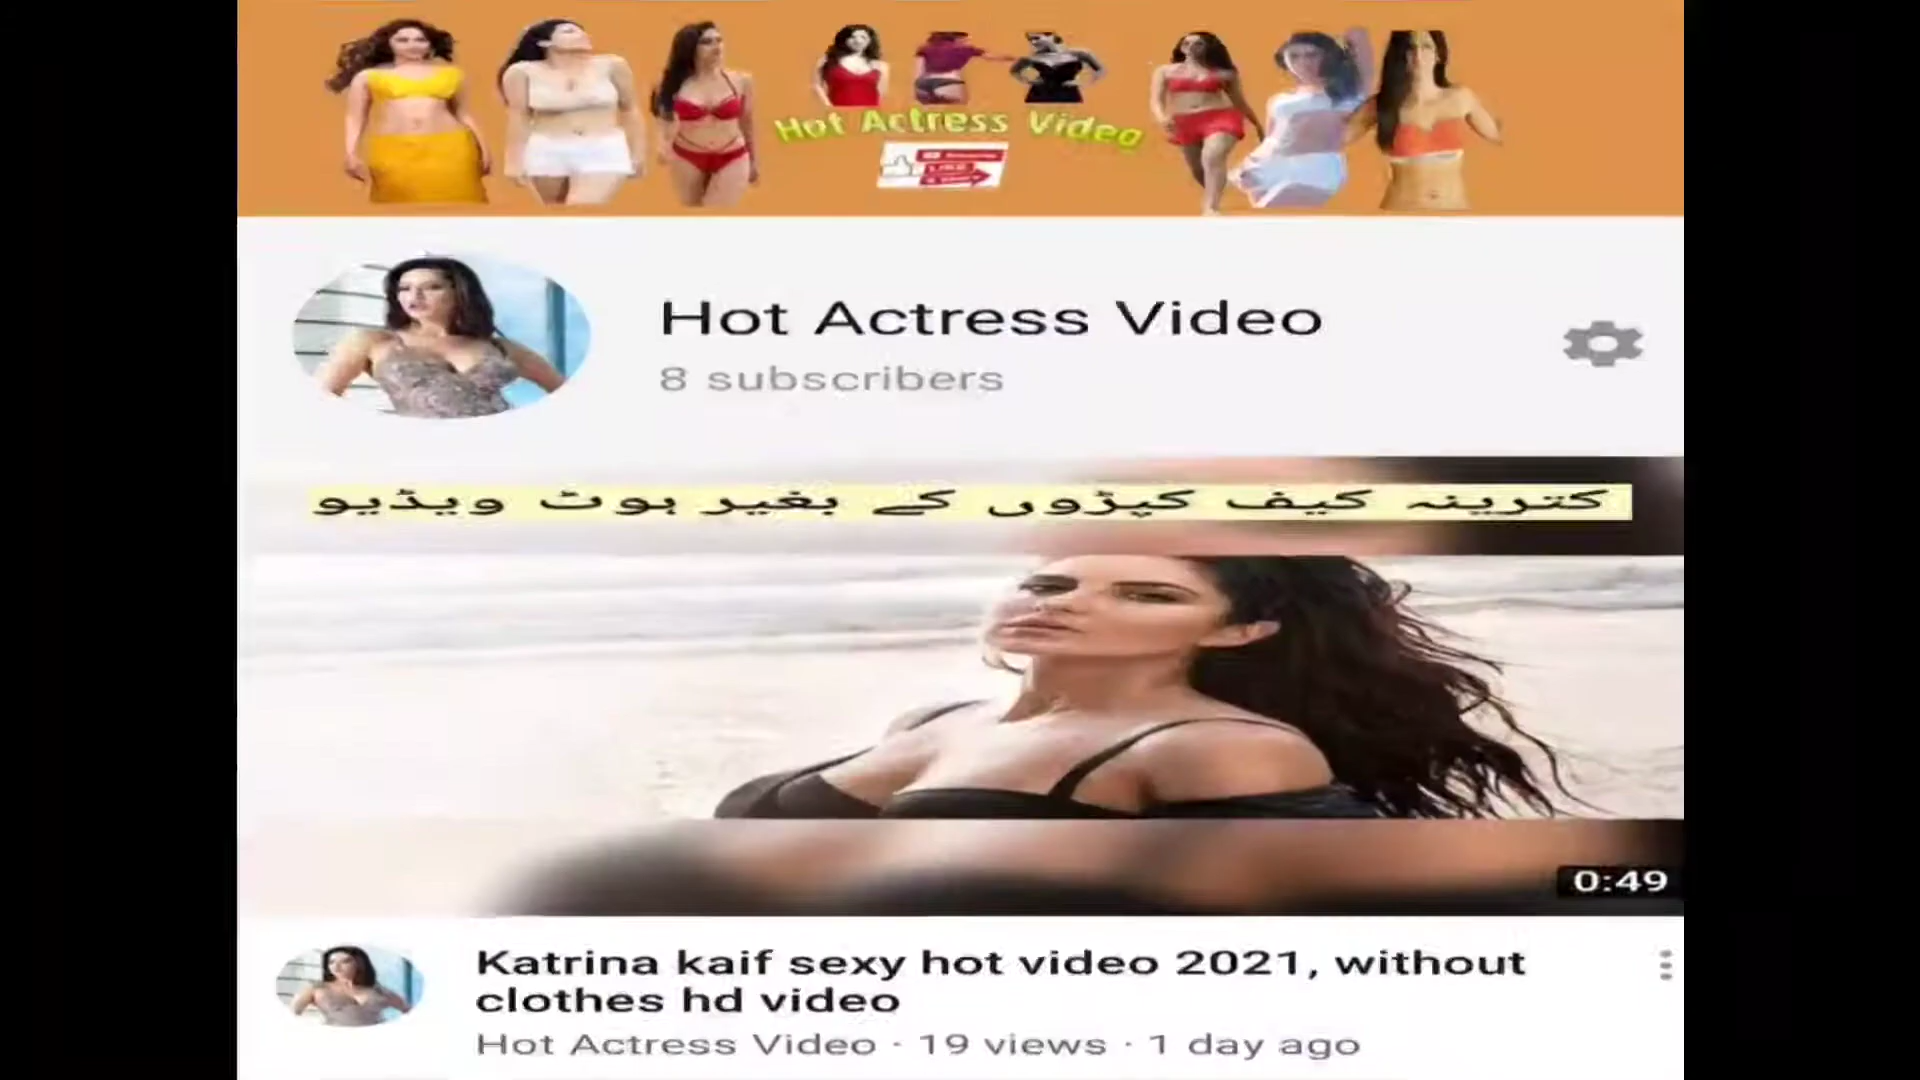 Hot Actress Video
LIKE
Hot Actress Video
8 subscribers
کترینہ کیف کپڑوں کے بغیر ہوٹ ویڈیو
0:49
Katrina kaif sexy hot video 2021, without
clothes hd video
Hot Actress Video · 19 views · 1 day ago